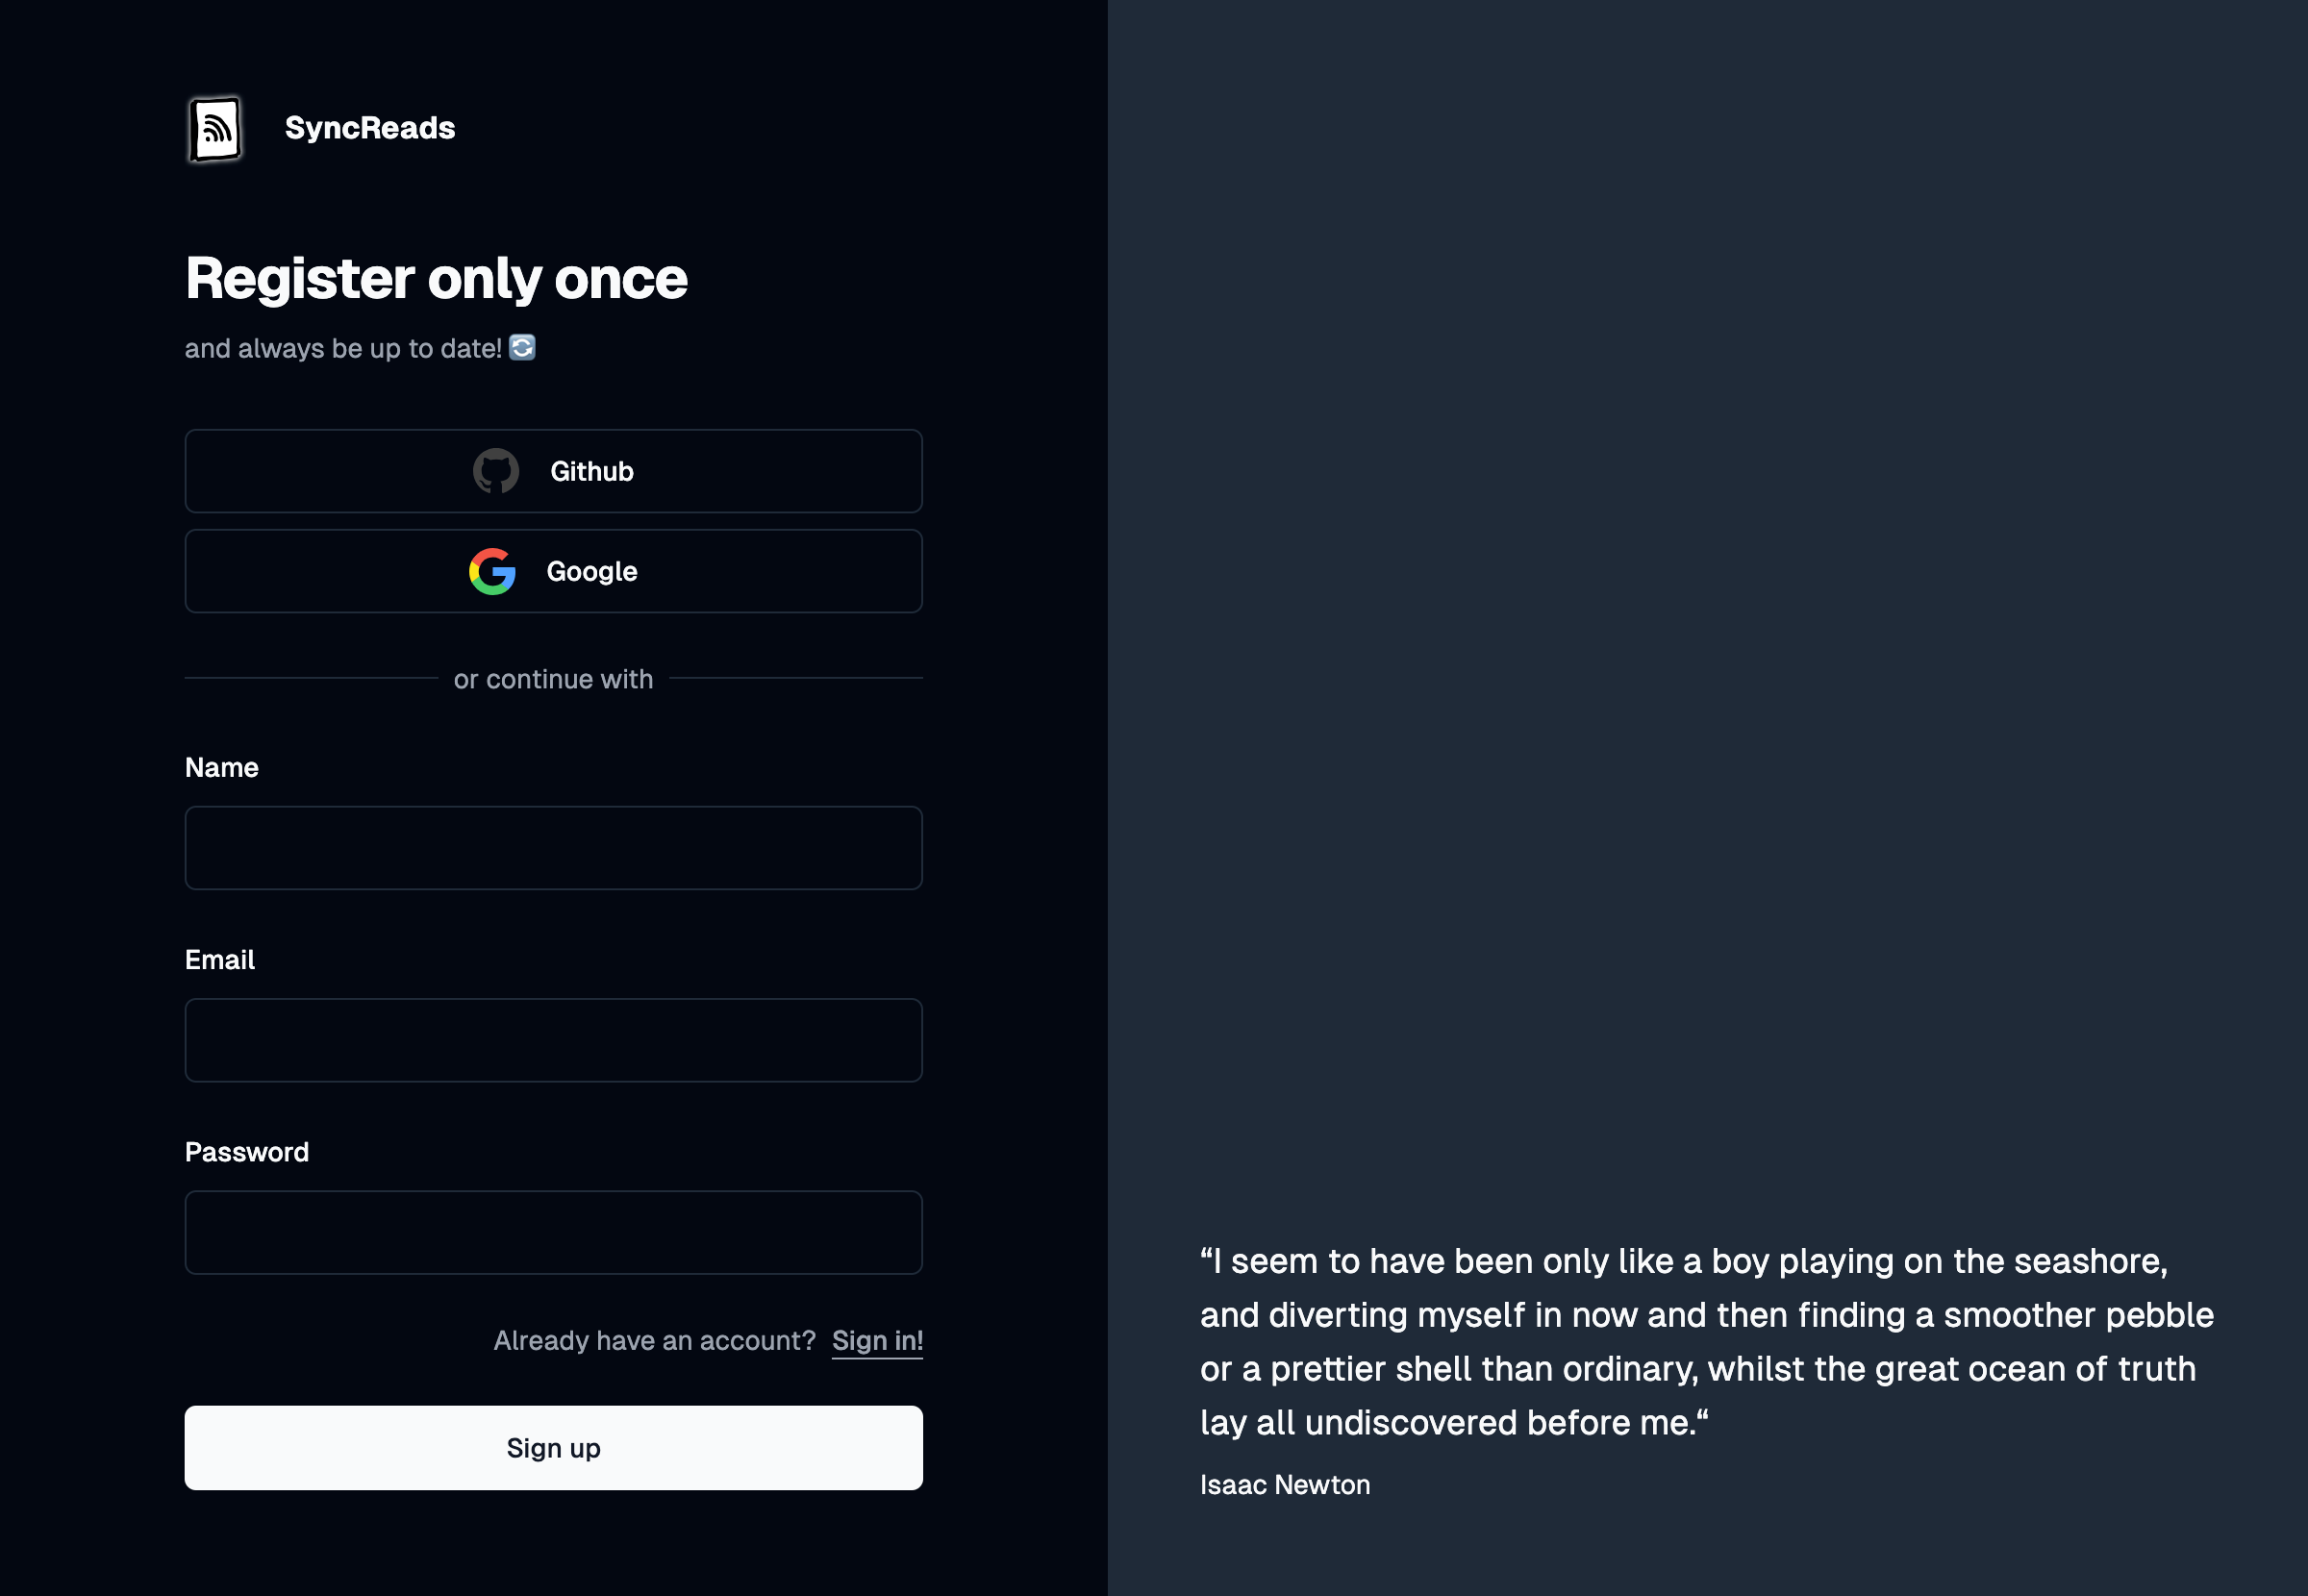 SyncReads
Register only once
and always be up to date! 🔄
Github
Google
or continue with
Name
Email
Password
Already have an account? Sign in!
Sign up
“I seem to have been only like a boy playing on the seashore,
and diverting myself in now and then finding a smoother pebble
or a prettier shell than ordinary, whilst the great ocean of truth
lay all undiscovered before me.“
Isaac Newton